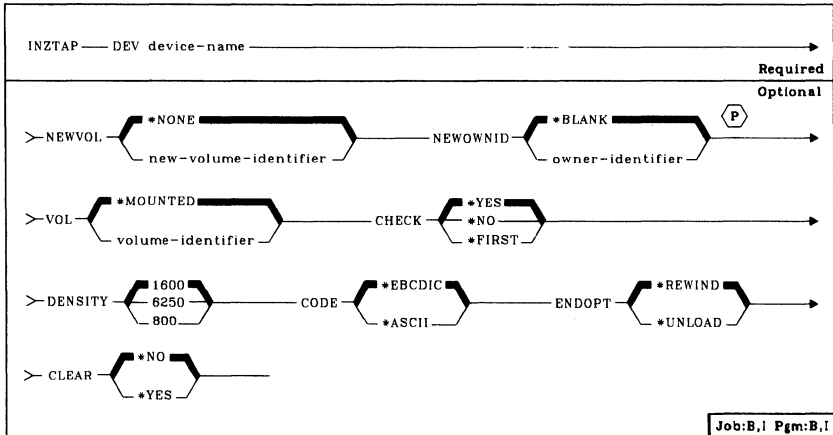 INZTAP DEV device-name
Required
Optional
NEWVOL *NONE new-volume-identifier NEWOWNID *BLANK owner-identifier P
VOL *MOUNTED volume-identifier CHECK *YES *NO *FIRST
DENSITY 1600 6250 800 CODE *EBCDIC *ASCII ENDOPT *REWIND *UNLOAD
CLEAR *NO *YES
Job:B,I Pgm:B,I